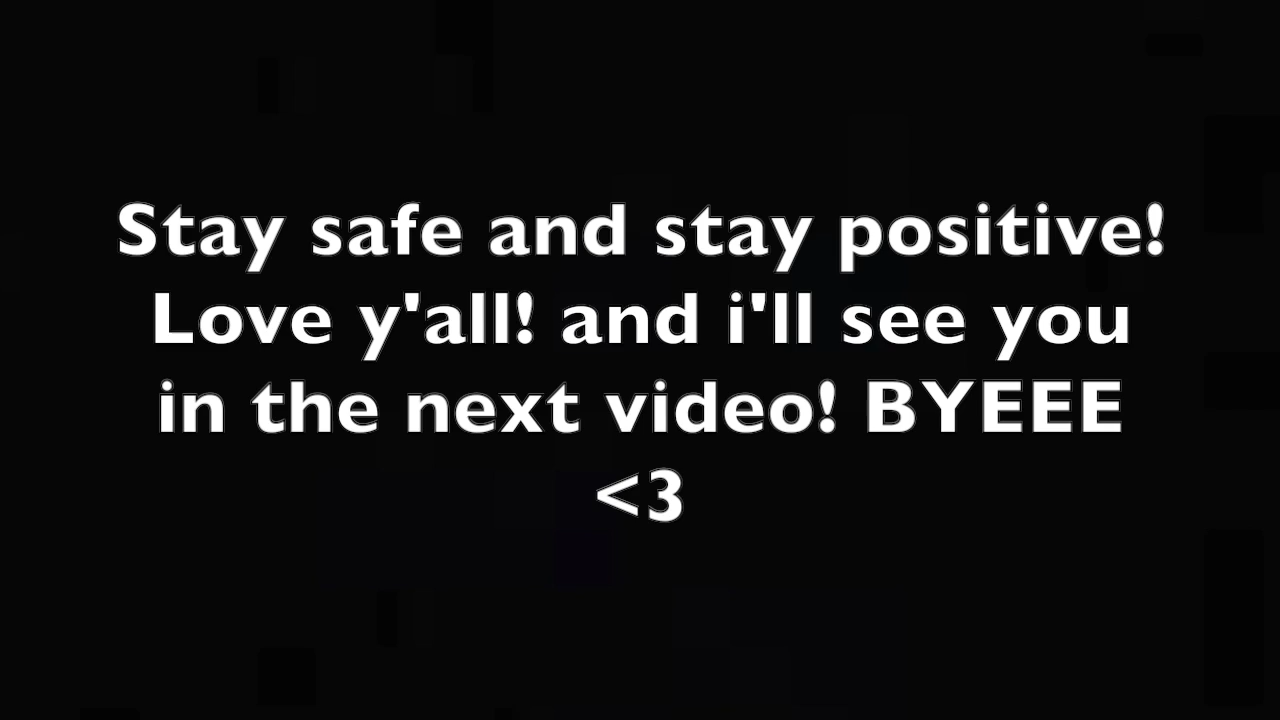 Stay safe and stay positive!
Love y'all! and i'll see you
in the next video! BYEEE
<3